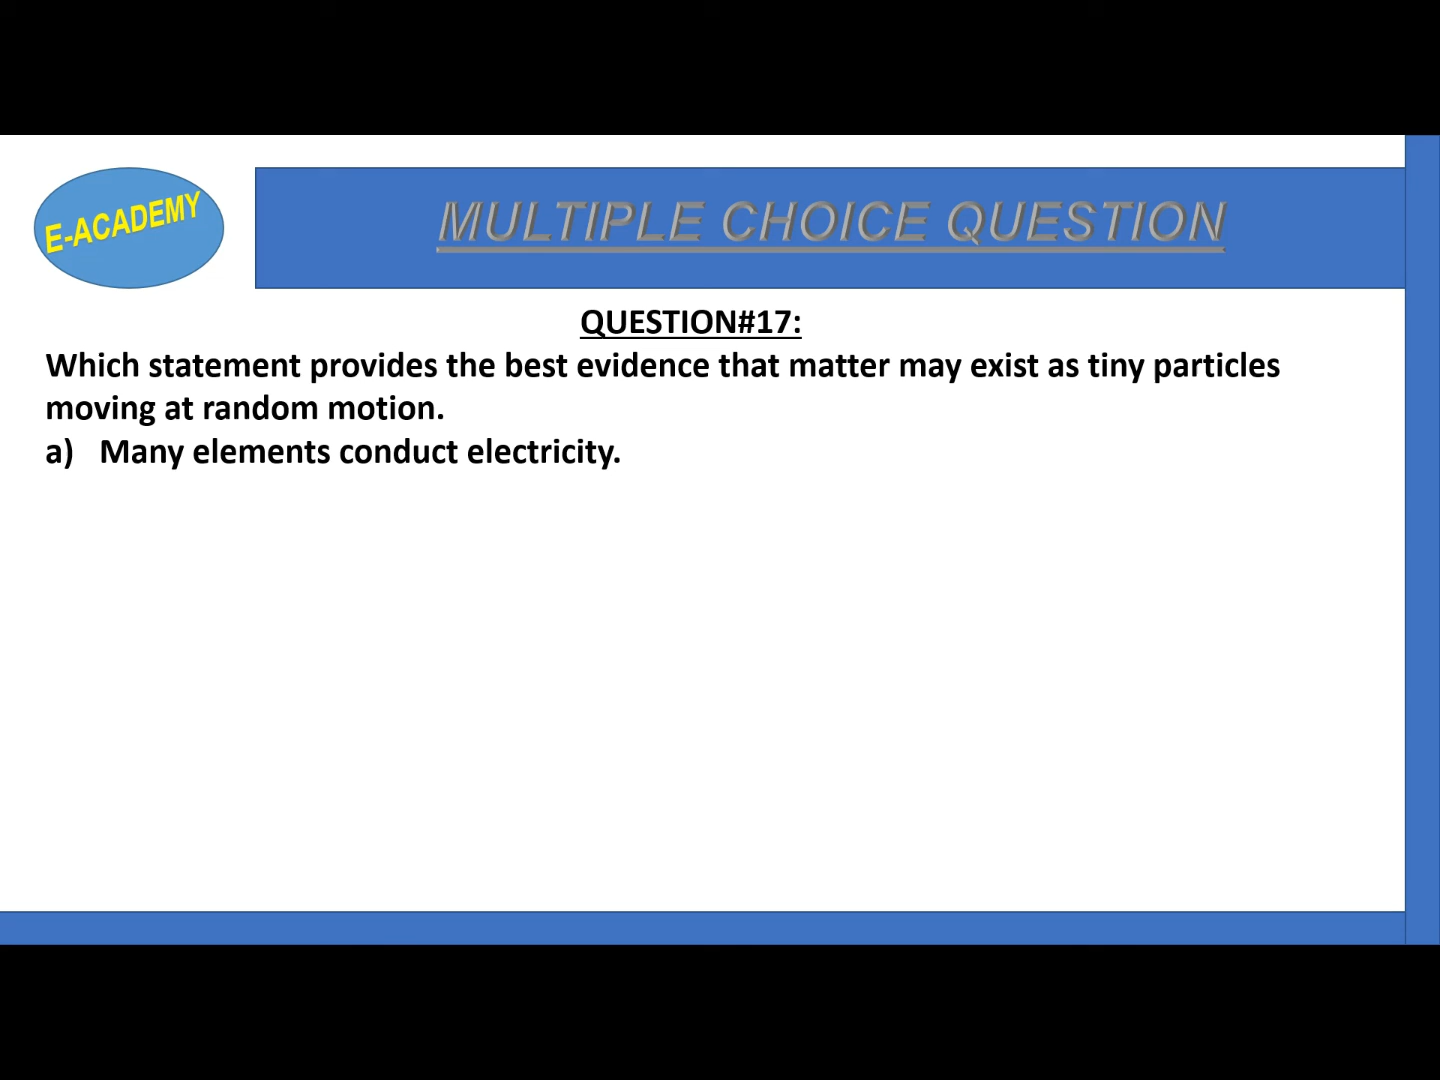 E-ACADEMY
MULTIPLE CHOICE QUESTION
QUESTION#17:
Which statement provides the best evidence that matter may exist as tiny particles
moving at random motion.
a) Many elements conduct electricity.